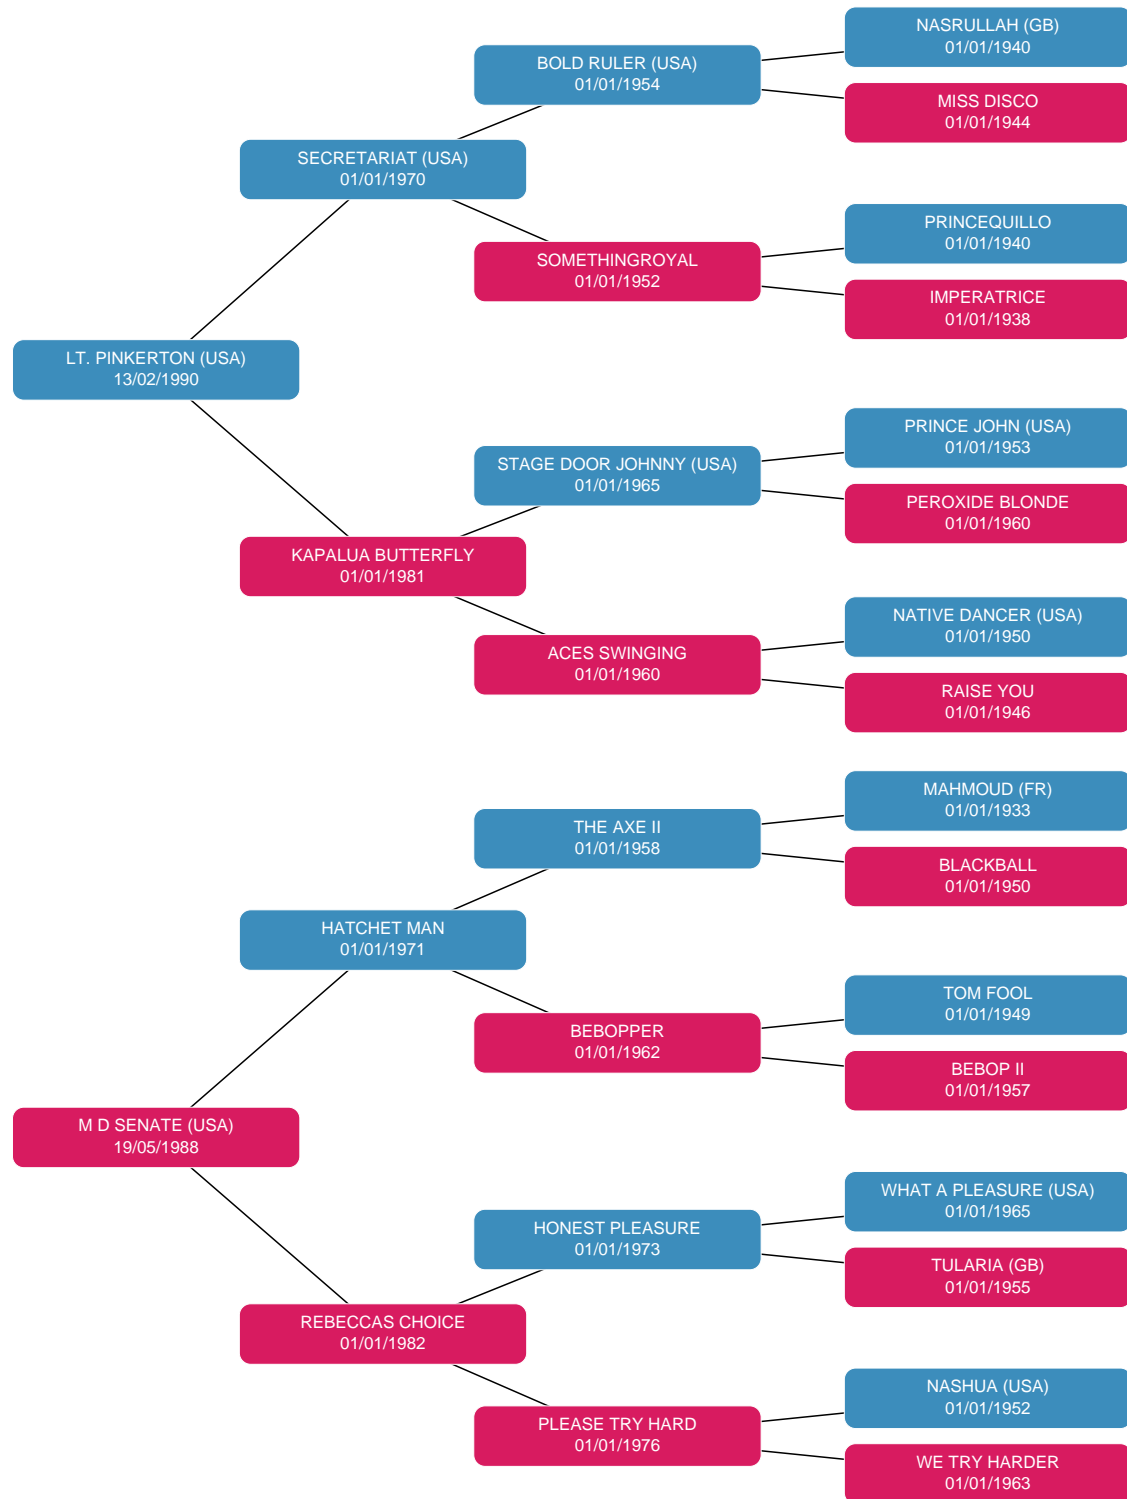 NASRULLAH (GB)
01/01/1940
BOLD RULER (USA)
01/01/1954
MISS DISCO
01/01/1944
SECRETARIAT (USA)
01/01/1970
PRINCEQUILLO
01/01/1940
SOMETHINGROYAL
01/01/1952
IMPERATRICE
01/01/1938
LT. PINKERTON (USA)
13/02/1990
PRINCE JOHN (USA)
01/01/1953
STAGE DOOR JOHNNY (USA)
01/01/1965
PEROXIDE BLONDE
01/01/1960
KAPALUA BUTTERFLY
01/01/1981
NATIVE DANCER (USA)
01/01/1950
ACES SWINGING
01/01/1960
RAISE YOU
01/01/1946
MAHMOUD (FR)
01/01/1933
THE AXE II
01/01/1958
BLACKBALL
01/01/1950
HATCHET MAN
01/01/1971
TOM FOOL
01/01/1949
BEBOPPER
01/01/1962
BEBOP II
01/01/1957
M D SENATE (USA)
19/05/1988
WHAT A PLEASURE (USA)
01/01/1965
HONEST PLEASURE
01/01/1973
TULARIA (GB)
01/01/1955
REBECCAS CHOICE
01/01/1982
NASHUA (USA)
01/01/1952
PLEASE TRY HARD
01/01/1976
WE TRY HARDER
01/01/1963